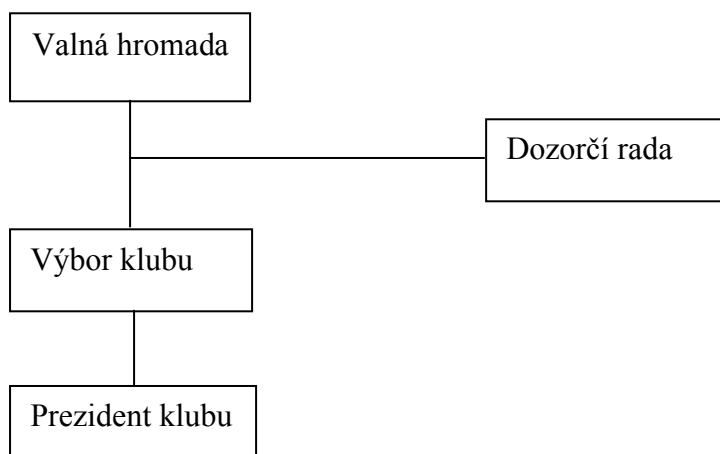 Valná hromada
Dozorčí rada
Výbor klubu
Prezident klubu